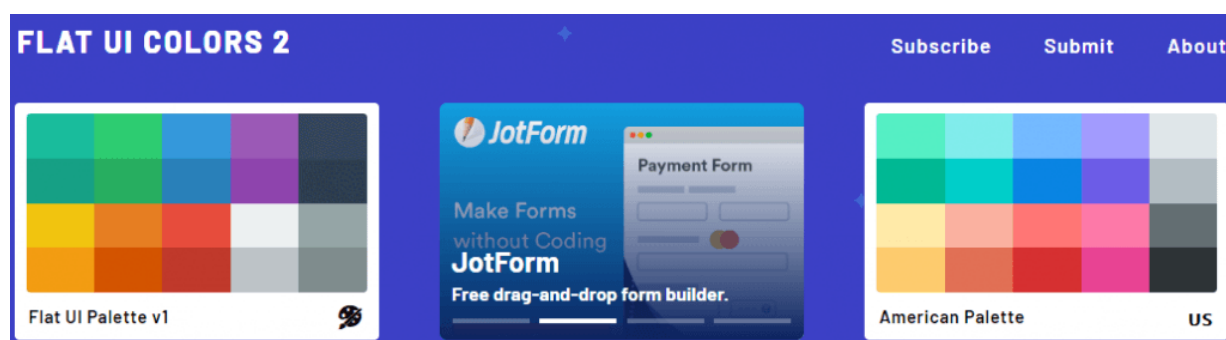 FLAT UI COLORS 2
Subscribe Submit About
JotForm
Payment Form
Make Forms
without Coding
JotForm
Free drag-and-drop form builder.
Flat UI Palette v1
American Palette
US